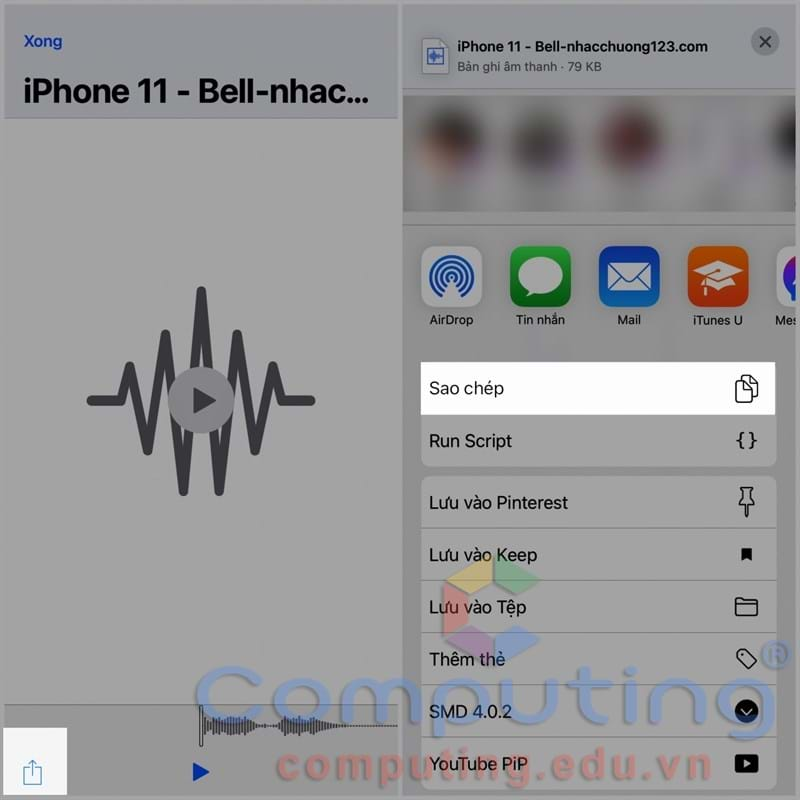 Xong
iPhone 11 - Bell-nhac...
iPhone 11 - Bell-nhacchuong123.com
Bản ghi âm thanh · 79 KB
AirDrop
Tin nhắn
Mail
iTunes U
Mes
Sao chép
Run Script
{}
Lưu vào Pinterest
Lưu vào Keep
Lưu vào Tệp
Thêm thẻ
SMD 4.0.2
YouTube PiP
Computing®
computing.edu.vn